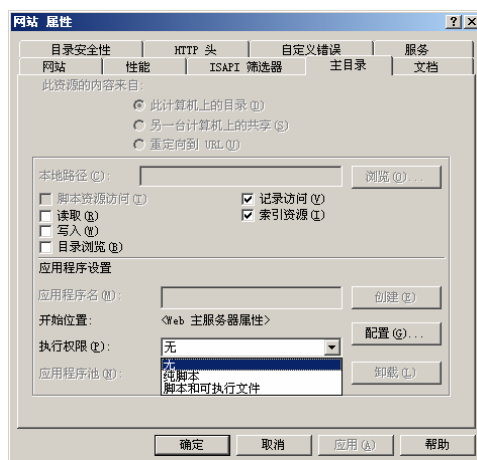 网站 属性
目录安全性 HTTP 头 自定义错误 服务
网站 性能 ISAPI 筛选器 主目录 文档
此资源的内容来自:
此计算机上的目录(D)
另一台计算机上的共享(S)
重定向到 URL(U)
本地路径(C): 浏览(O)...
脚本资源访问(T) 记录访问(V)
读取(R) 索引资源(I)
写入(W)
目录浏览(B)
应用程序设置
应用程序名(M): 创建(E)
开始位置: <Web 主服务器属性>
配置(G)...
执行权限(P): 无
无
应用程序池(N): 纯脚本 卸载(L)
脚本和可执行文件
确定 取消 应用(A) 帮助